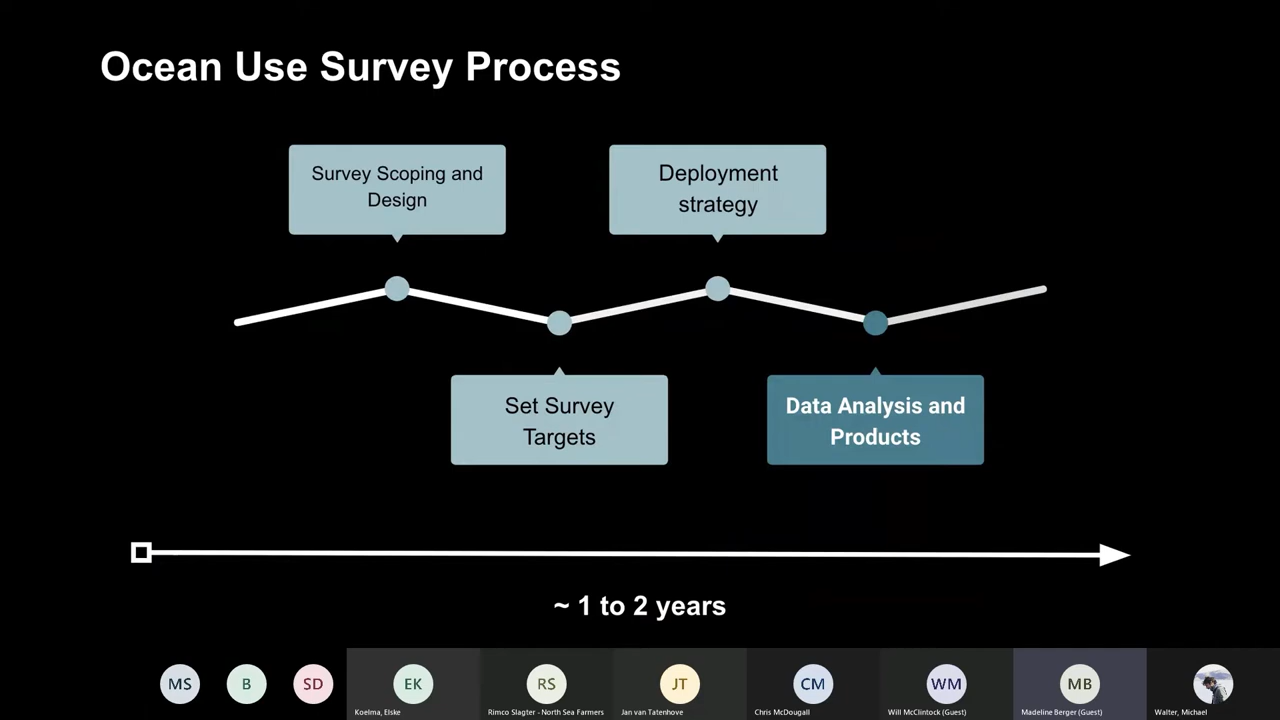 Ocean Use Survey Process
Survey Scoping and
Design
Deployment
strategy
Set Survey
Targets
Data Analysis and
Products
~ 1 to 2 years
MS
B
SD
EK
RS
JT
CM
WM
MB
Koelma, Elske
Rimco Slagter - North Sea Farmers
Jan van Tatenhove
Chris McDougall
Will McClintock (Guest)
Madeline Berger (Guest)
Walter, Michael